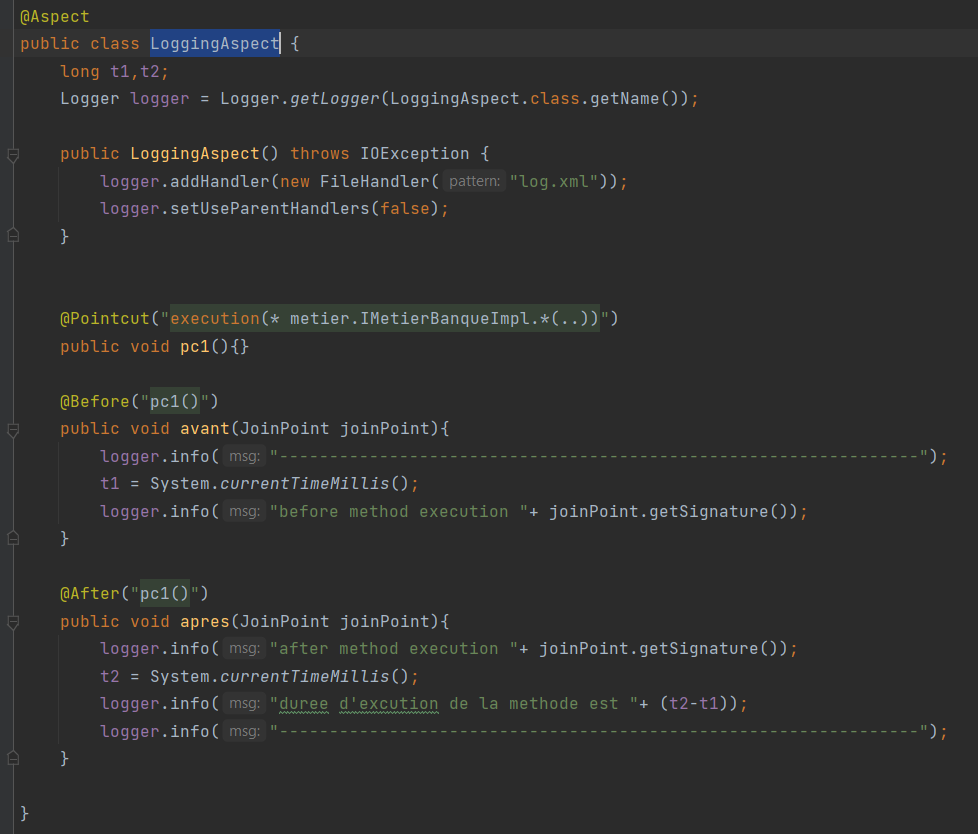 @Aspect
public class LoggingAspect {
long t1,t2;
Logger logger = Logger.getLogger(LoggingAspect.class.getName());
public LoggingAspect() throws IOException {
logger.addHandler(new FileHandler( pattern: "log.xml"));
logger.setUseParentHandlers(false);
}
@Pointcut("execution(* metier.IMetierBanqueImpl.*(..))")
public void pc1(){}
@Before("pc1()")
public void avant(JoinPoint joinPoint){
logger.info( msg: "----------------------------------------------------------------");
t1 = System.currentTimeMillis();
logger.info( msg: "before method execution "+ joinPoint.getSignature());
}
@After("pc1()")
public void apres(JoinPoint joinPoint){
logger.info( msg: "after method execution "+ joinPoint.getSignature());
t2 = System.currentTimeMillis();
logger.info( msg: "duree d'excution de la methode est "+ (t2-t1));
logger.info( msg: "----------------------------------------------------------------");
}
}